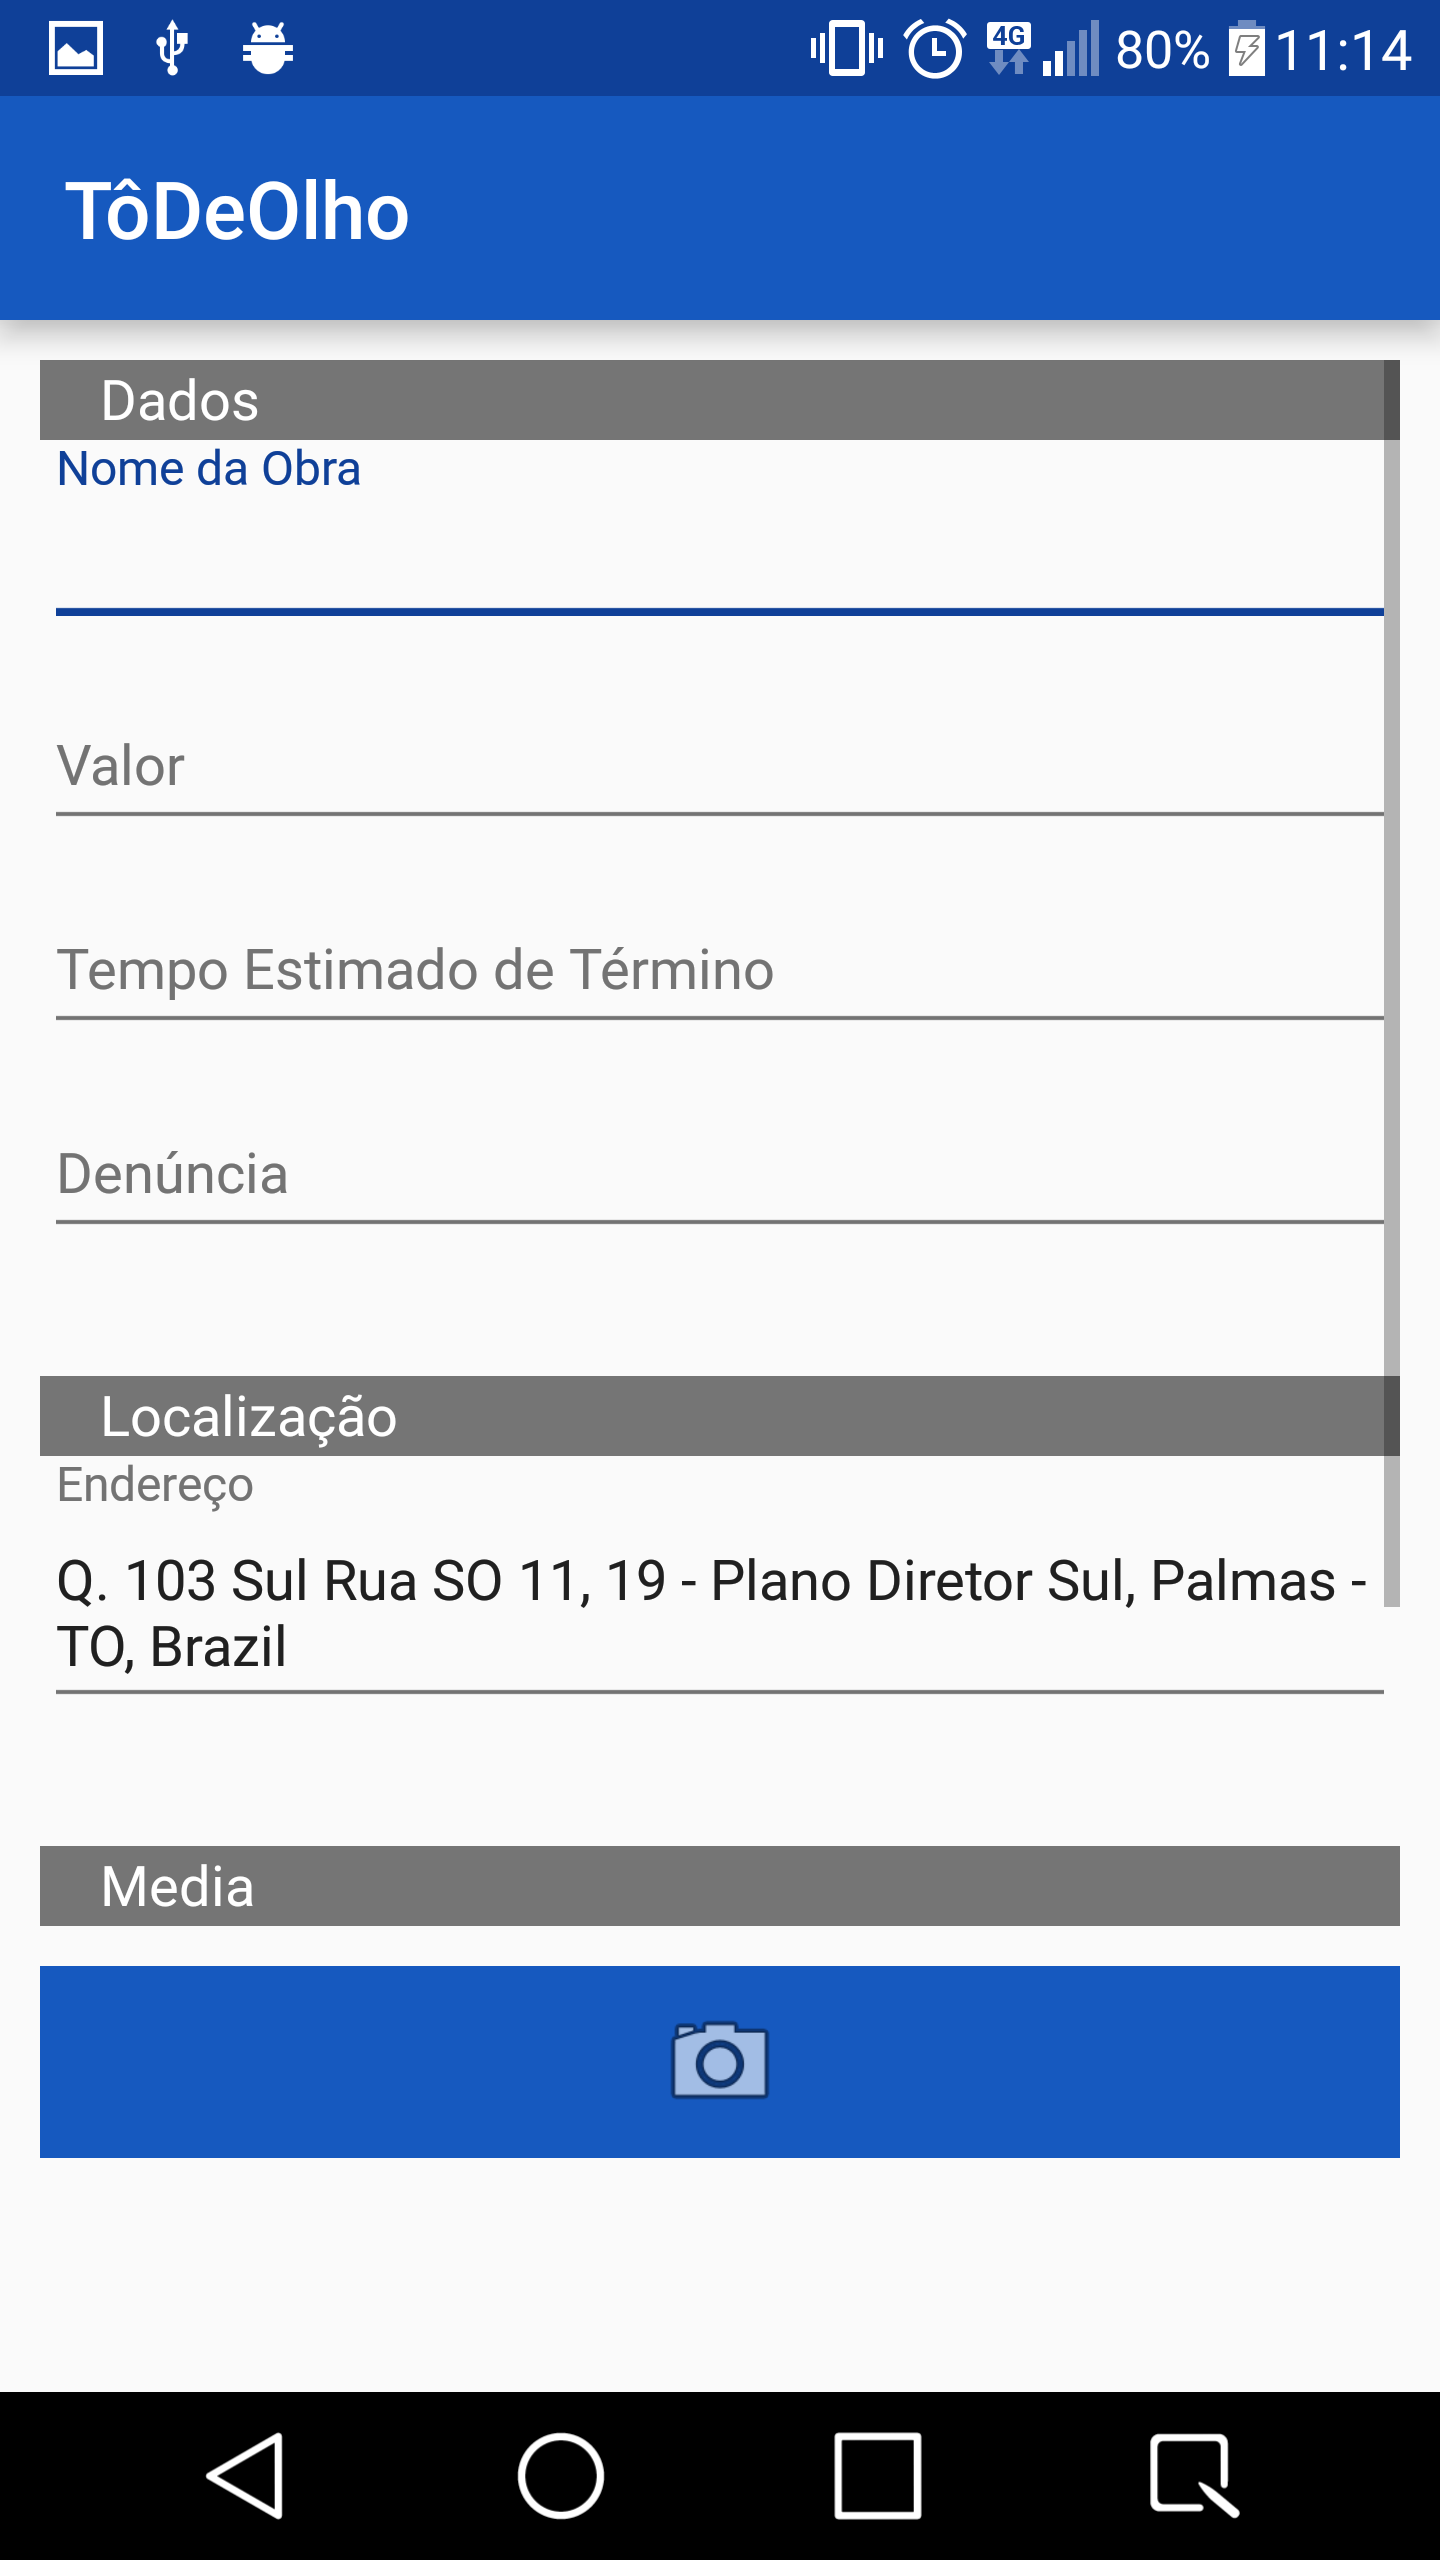 4G 80% 11:14
TôDeOlho
Dados
Nome da Obra
Valor
Tempo Estimado de Término
Denúncia
Localização
Endereço
Q. 103 Sul Rua SO 11, 19 - Plano Diretor Sul, Palmas -
TO, Brazil
Media